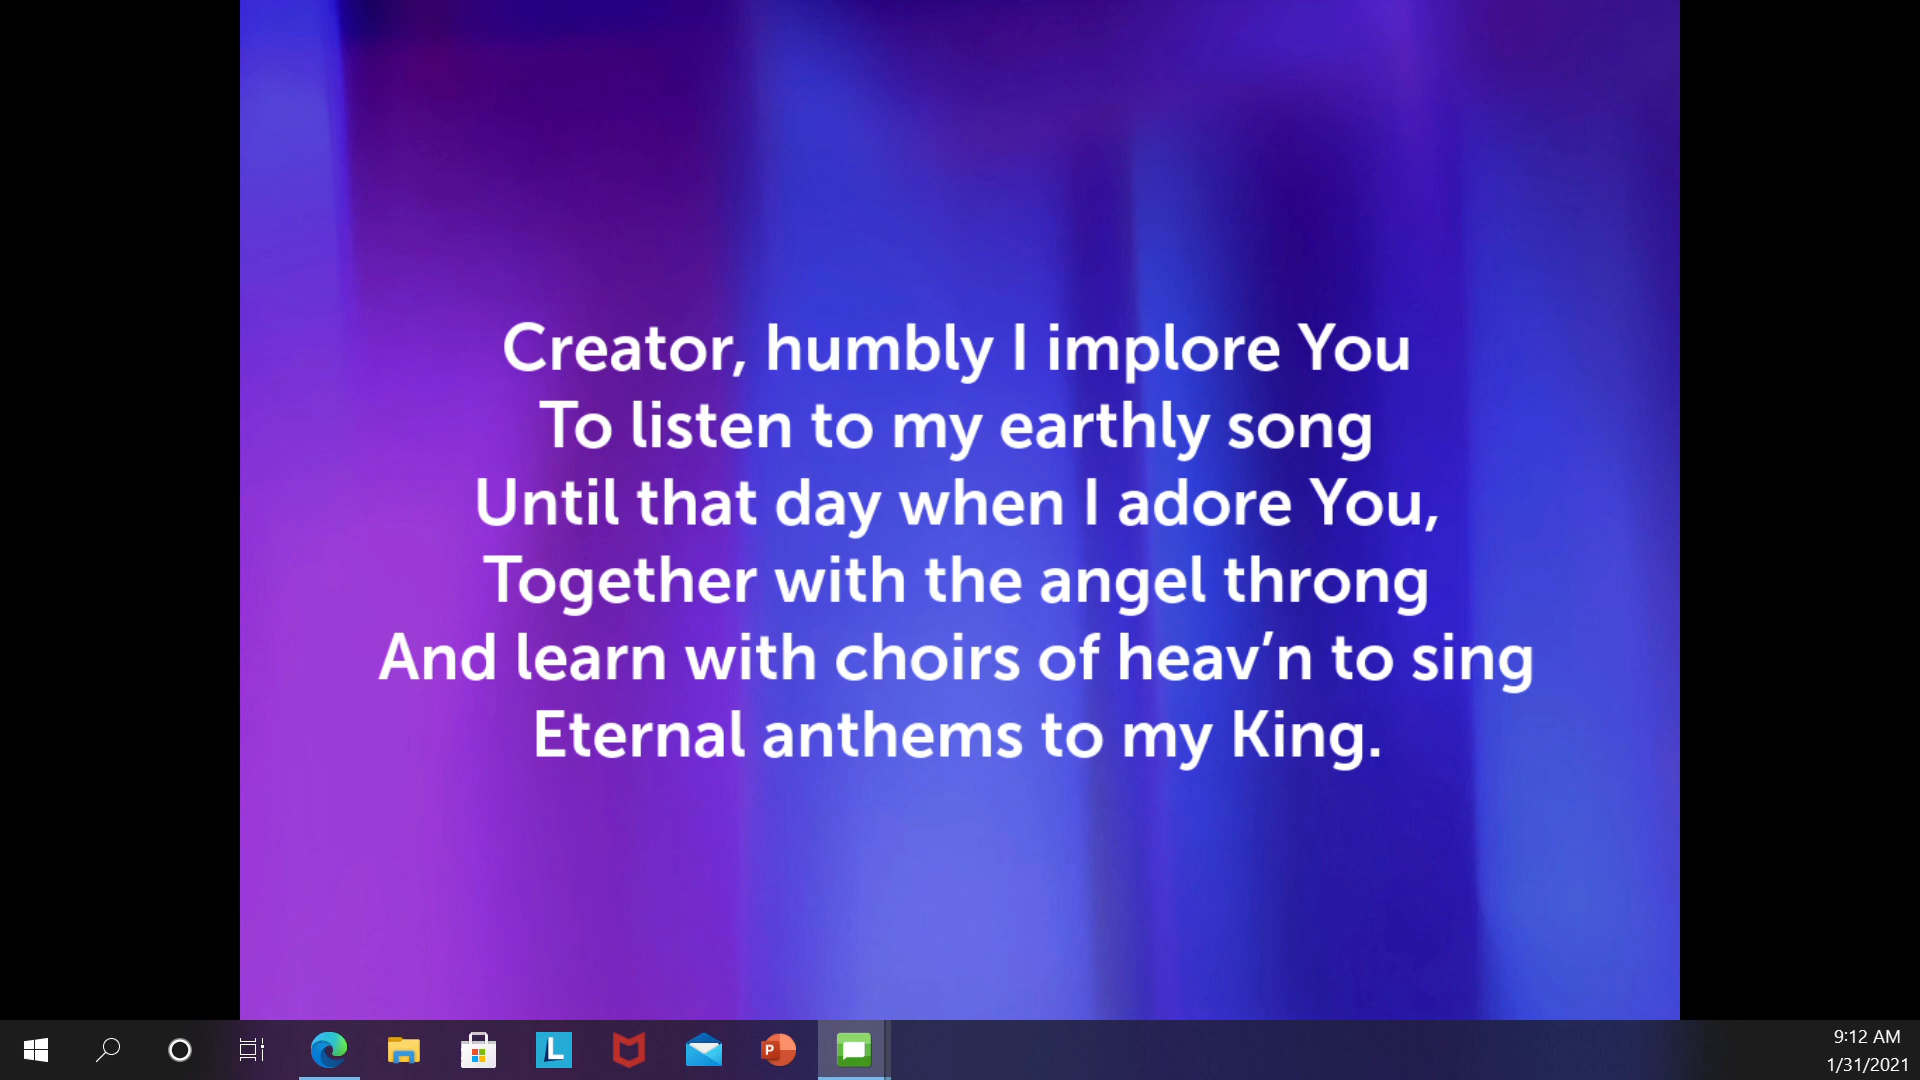 Creator, humbly I implore You
To listen to my earthly song
Until that day when I adore You,
Together with the angel throng
And learn with choirs of heav’n to sing
Eternal anthems to my King.
L
P
9:12 AM
1/31/2021